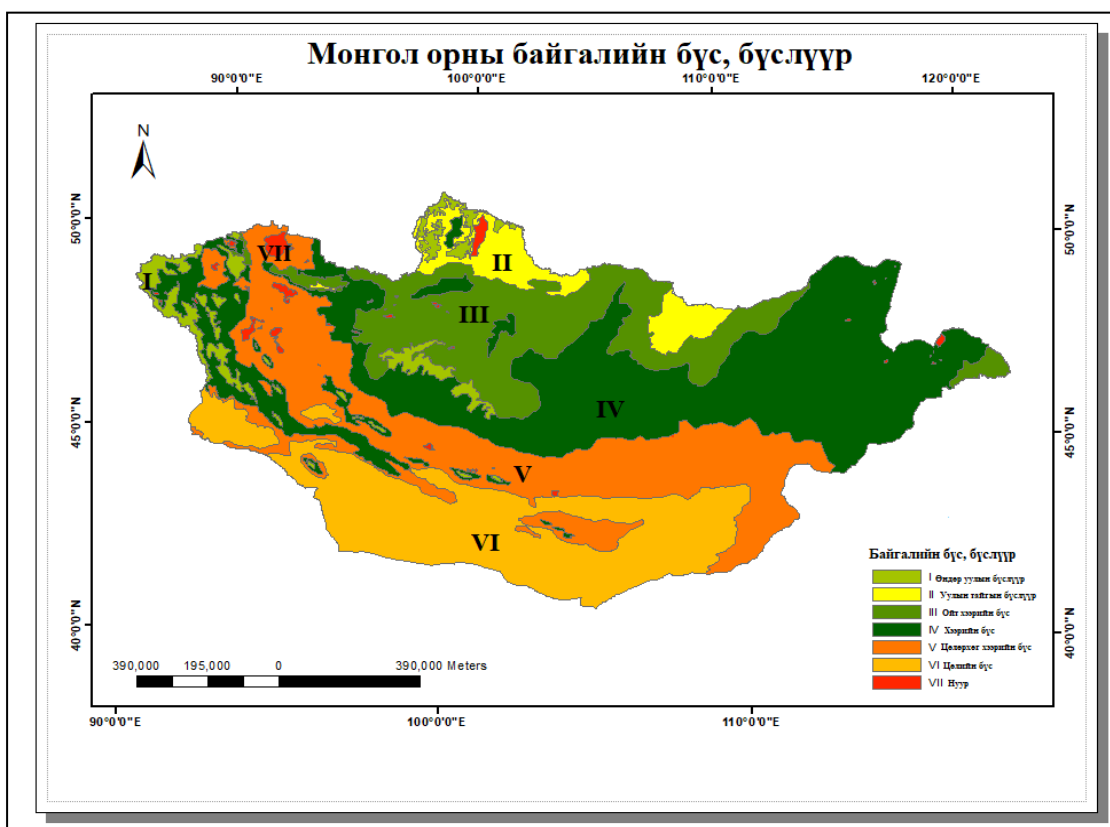 Монгол орны байгалийн бүс, бүслүүр
90°0'0"E 100°0'0"E 110°0'0"E 120°0'0"E
N
50°0'0"N 50°0'0"N
I VII II
III
IV
45°0'0"N 45°0'0"N
V
VI
Байгалийн бүс, бүслүүр
I Өндөр уулын бүслүүр
II Уулын тайгын бүслүүр
III Ойт хээрийн бүс
IV Хээрийн бүс
V Цөлөрхөг хээрийн бүс
VI Цөлийн бүс
VII Нуур
40°0'0"N 40°0'0"N
390,000 195,000 0 390,000 Meters
90°0'0"E 100°0'0"E 110°0'0"E